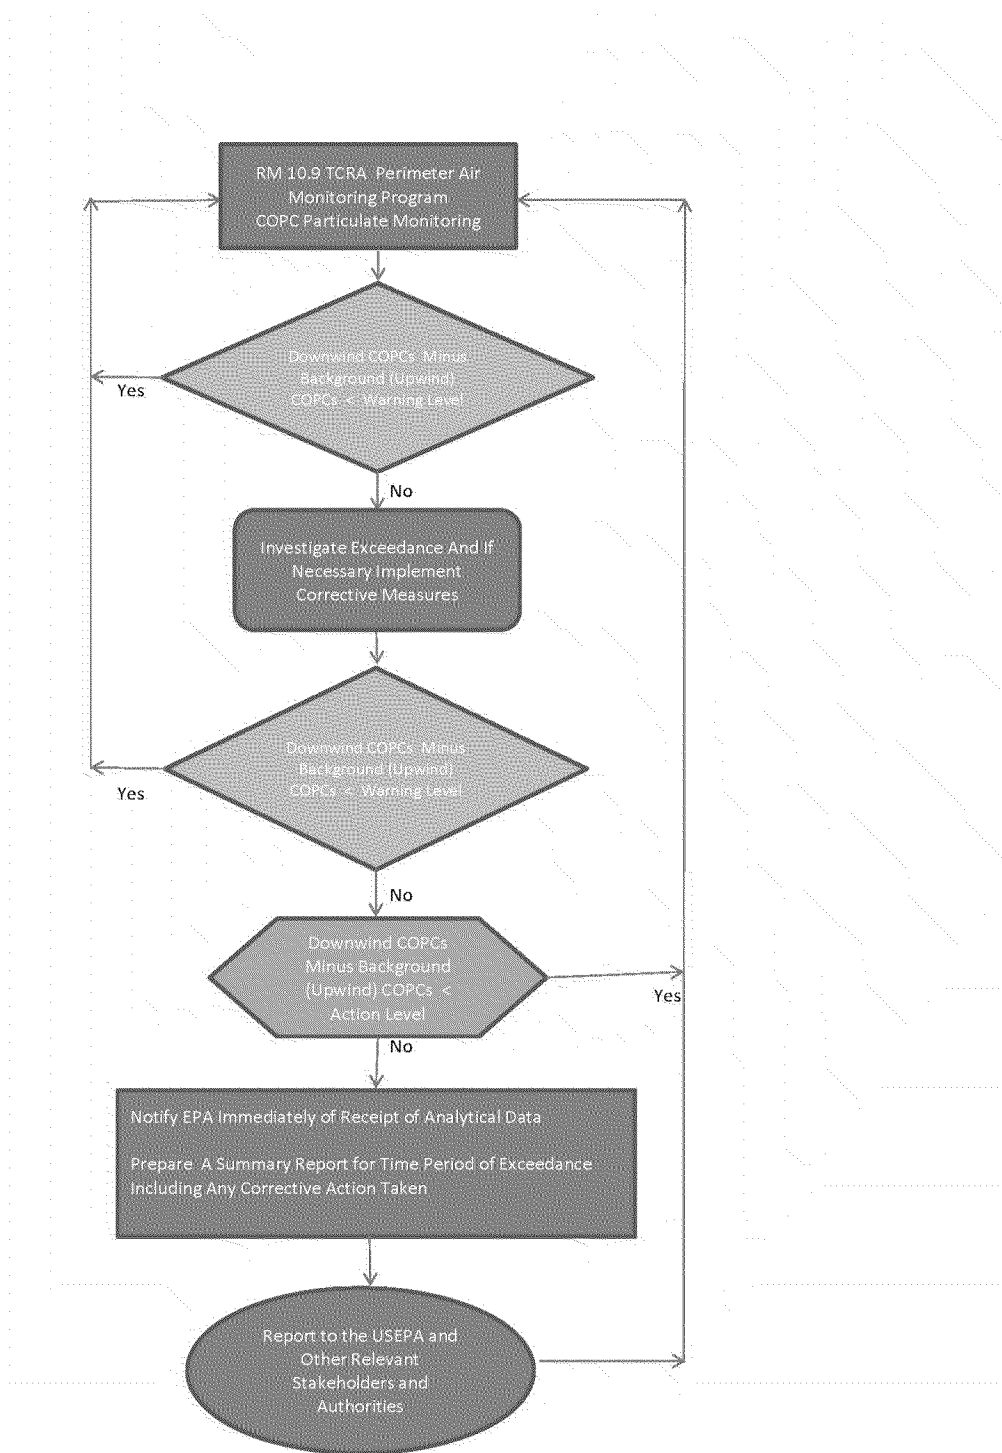 RM 10.9 TCRA Perimeter Air
Monitoring Program
COPC Particulate Monitoring
Downwind COPCs Minus
Background (Upwind)
COPCs < Warning Level
Yes
No
Investigate Exceedance And If
Necessary Implement
Corrective Measures
Downwind COPCs Minus
Background (Upwind)
COPCs < Warning Level
Yes
No
Downwind COPCs
Minus Background
(Upwind) COPCs <
Action Level
Yes
No
Notify EPA Immediately of Receipt of Analytical Data
Prepare A Summary Report for Time Period of Exceedance
Including Any Corrective Action Taken
Report to the USEPA and
Other Relevant
Stakeholders and
Authorities